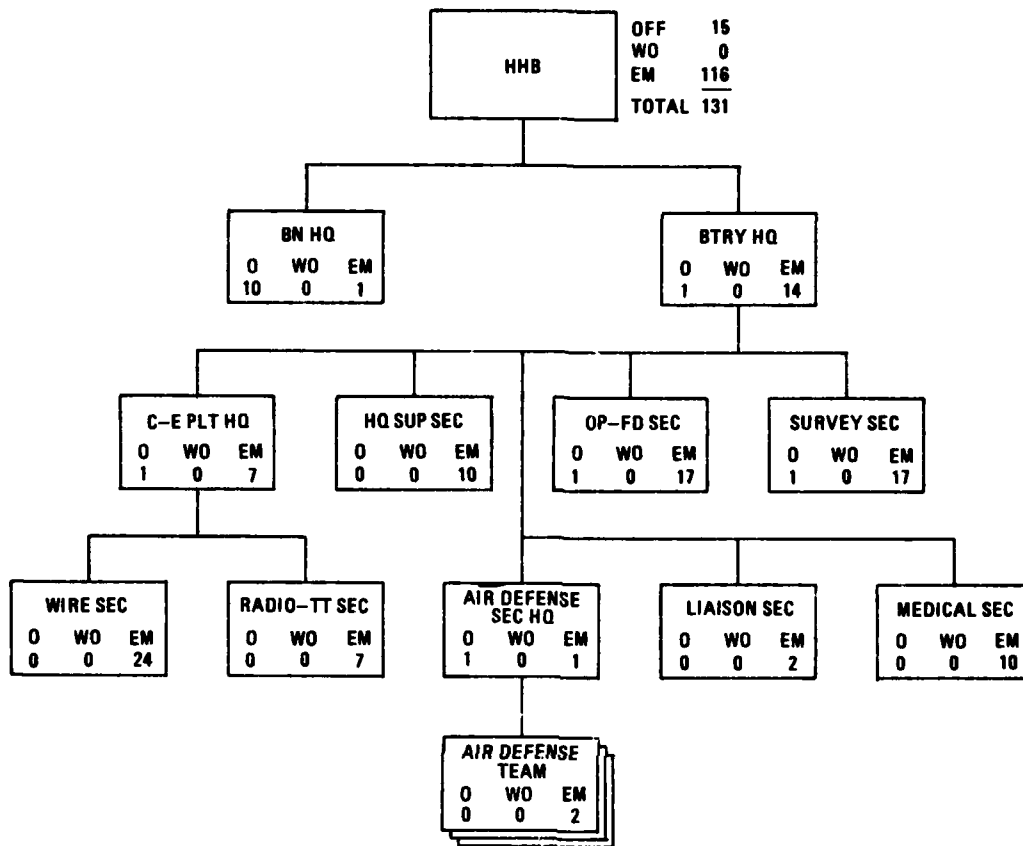 HHB
OFF 15
WO 0
EM 116
TOTAL 131
BN HQ
O WO EM
10 0 1
BTRY HQ
O WO EM
1 0 14
C-E PLT HQ
O WO EM
1 0 7
HQ SUP SEC
O WO EM
0 0 10
OP-FD SEC
O WO EM
1 0 17
SURVEY SEC
O WO EM
1 0 17
WIRE SEC
O WO EM
0 0 24
RADIO-TT SEC
O WO EM
0 0 7
AIR DEFENSE
SEC HQ
O WO EM
1 0 1
LIAISON SEC
O WO EM
0 0 2
MEDICAL SEC
O WO EM
0 0 10
AIR DEFENSE
TEAM
O WO EM
0 0 2